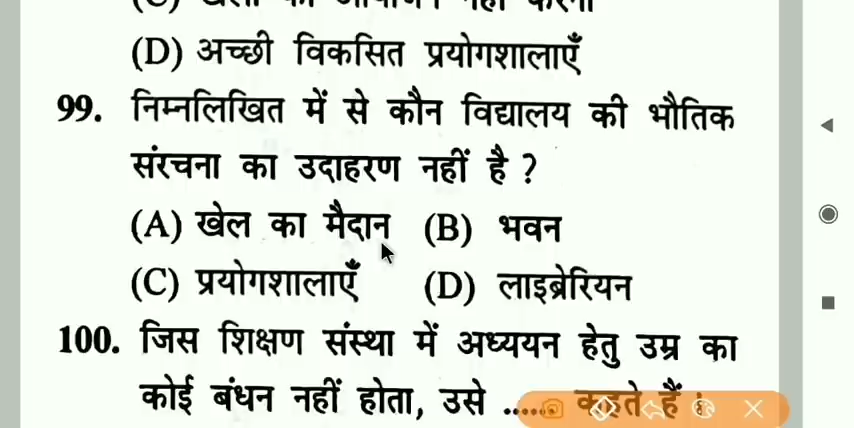 (D) अच्छी विकसित प्रयोगशालाएँ
99. निम्नलिखित में से कौन विद्यालय की भौतिक
संरचना का उदाहरण नहीं है ?
(A) खेल का मैदान (B) भवन
(C) प्रयोगशालाएँ (D) लाइब्रेरियन
100. जिस शिक्षण संस्था में अध्ययन हेतु उम्र का
कोई बंधन नहीं होता, उसे ...... कहते हैं